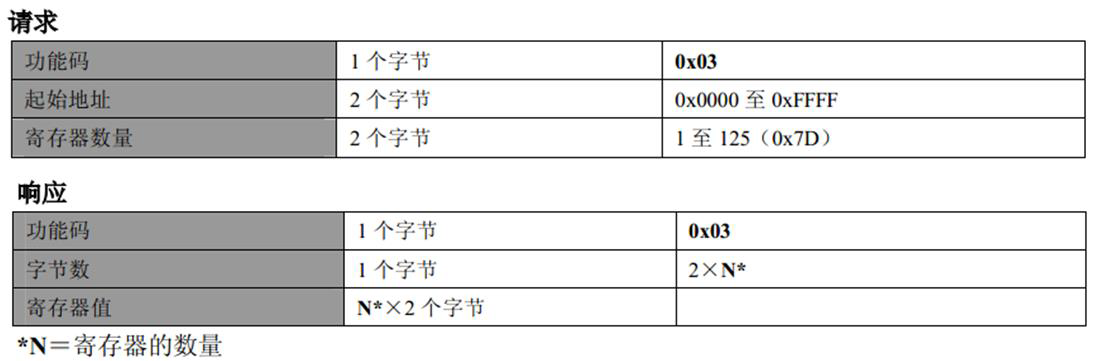 请求
功能码 1 个字节 0x03
起始地址 2 个字节 0x0000 至 0xFFFF
寄存器数量 2 个字节 1 至 125（0x7D）
响应
功能码 1 个字节 0x03
字节数 1 个字节 2×N*
寄存器值 N*×2 个字节
*N＝寄存器的数量